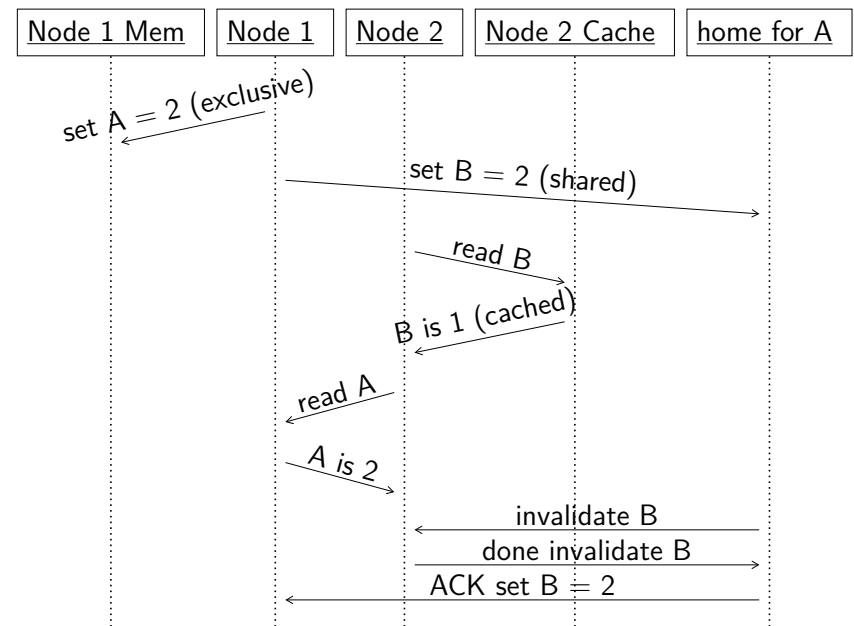 Node 1 Mem
Node 1
Node 2
Node 2 Cache
home for A
set A = 2 (exclusive)
set B = 2 (shared)
read B
B is 1 (cached)
read A
A is 2
invalidate B
done invalidate B
ACK set B = 2